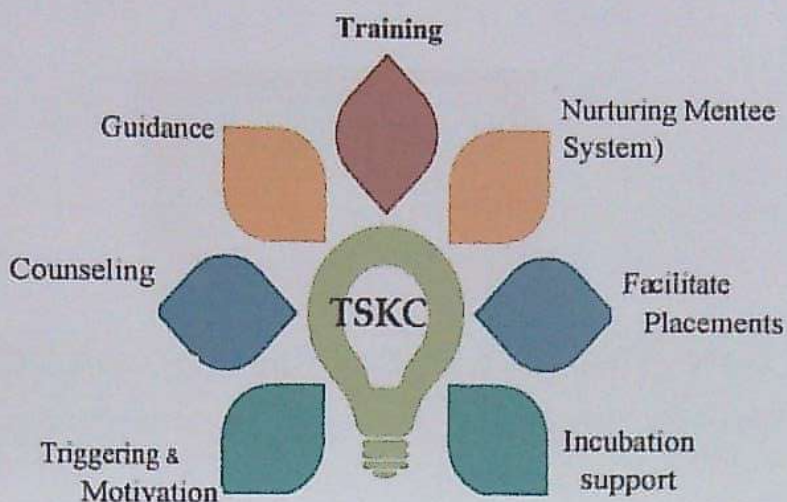 Training
Guidance
Nurturing Mentee
System)
Counseling
TSKC
Facilitate
Placements
Triggering &
Motivation
Incubation
support